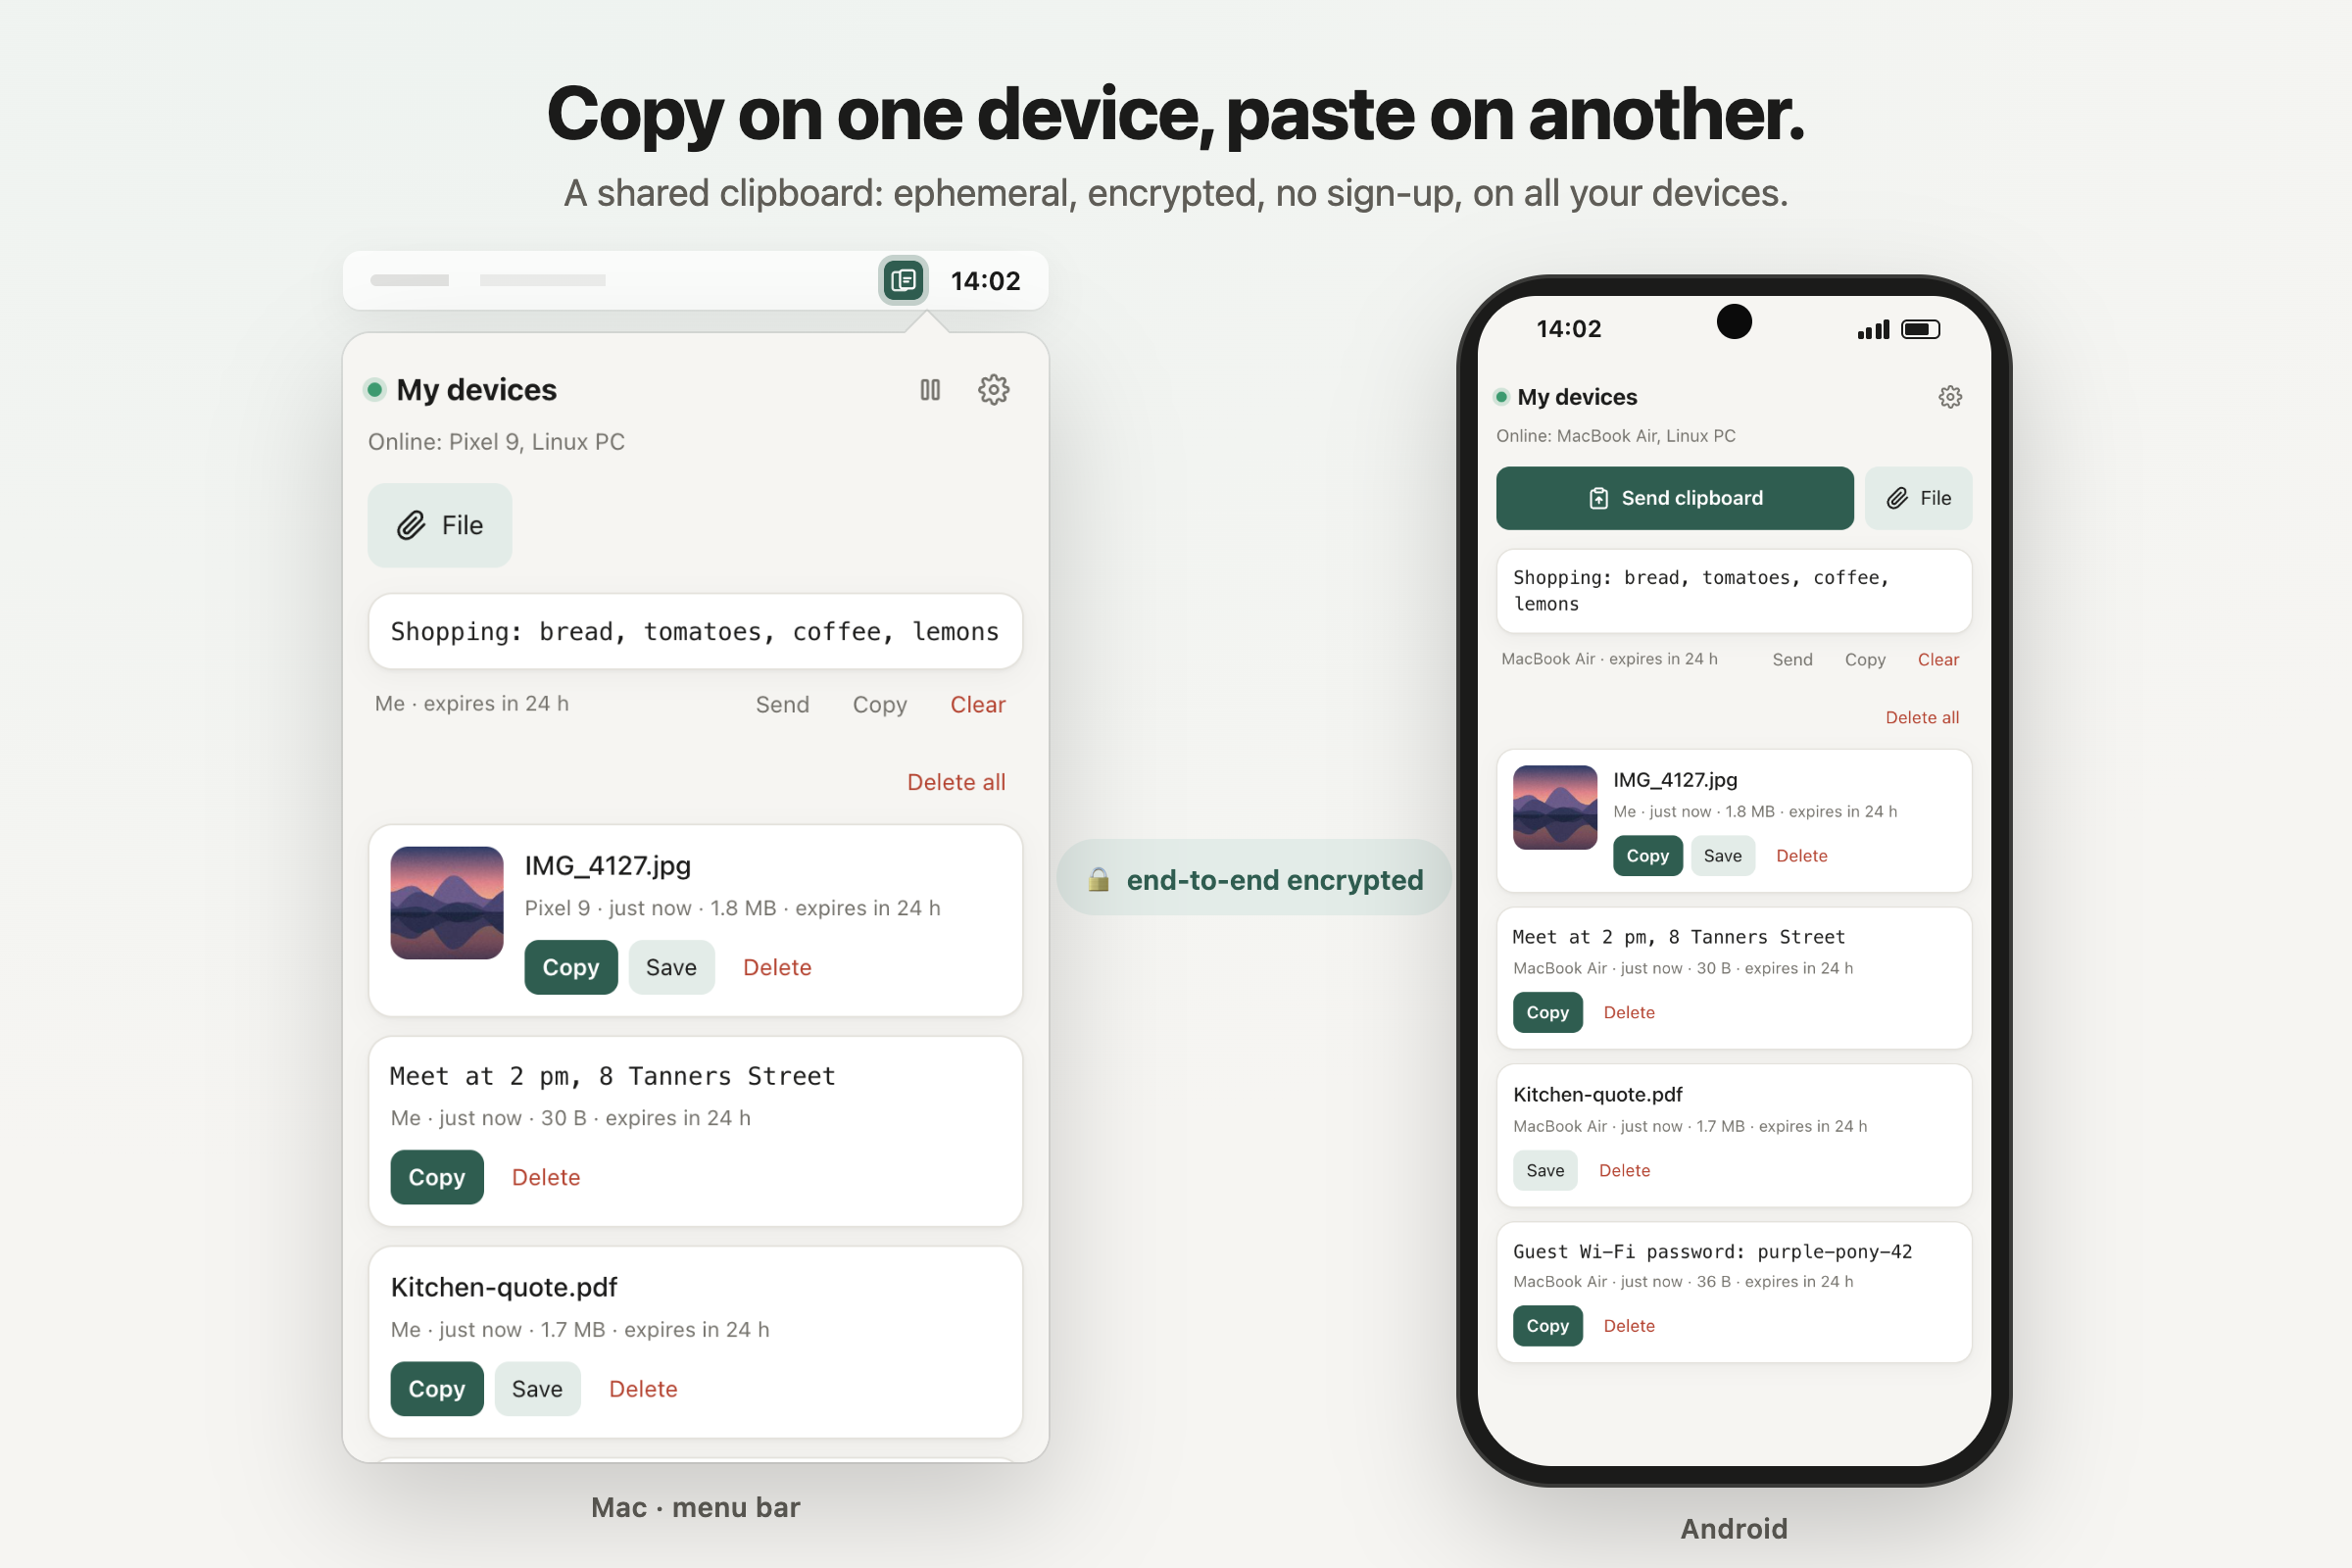 Copy on one device, paste on another.
A shared clipboard: ephemeral, encrypted, no sign-up, on all your devices.
14:02
My devices
Online: Pixel 9, Linux PC
File
Shopping: bread, tomatoes, coffee, lemons
Me · expires in 24 h Send Copy Clear
Delete all
IMG_4127.jpg
Pixel 9 · just now · 1.8 MB · expires in 24 h
Copy Save Delete
Meet at 2 pm, 8 Tanners Street
Me · just now · 30 B · expires in 24 h
Copy Delete
Kitchen-quote.pdf
Me · just now · 1.7 MB · expires in 24 h
Copy Save Delete
Mac · menu bar
🔒 end-to-end encrypted
14:02
My devices
Online: MacBook Air, Linux PC
Send clipboard File
Shopping: bread, tomatoes, coffee,
lemons
MacBook Air · expires in 24 h Send Copy Clear
Delete all
IMG_4127.jpg
Me · just now · 1.8 MB · expires in 24 h
Copy Save Delete
Meet at 2 pm, 8 Tanners Street
MacBook Air · just now · 30 B · expires in 24 h
Copy Delete
Kitchen-quote.pdf
MacBook Air · just now · 1.7 MB · expires in 24 h
Save Delete
Guest Wi-Fi password: purple-pony-42
MacBook Air · just now · 36 B · expires in 24 h
Copy Delete
Android